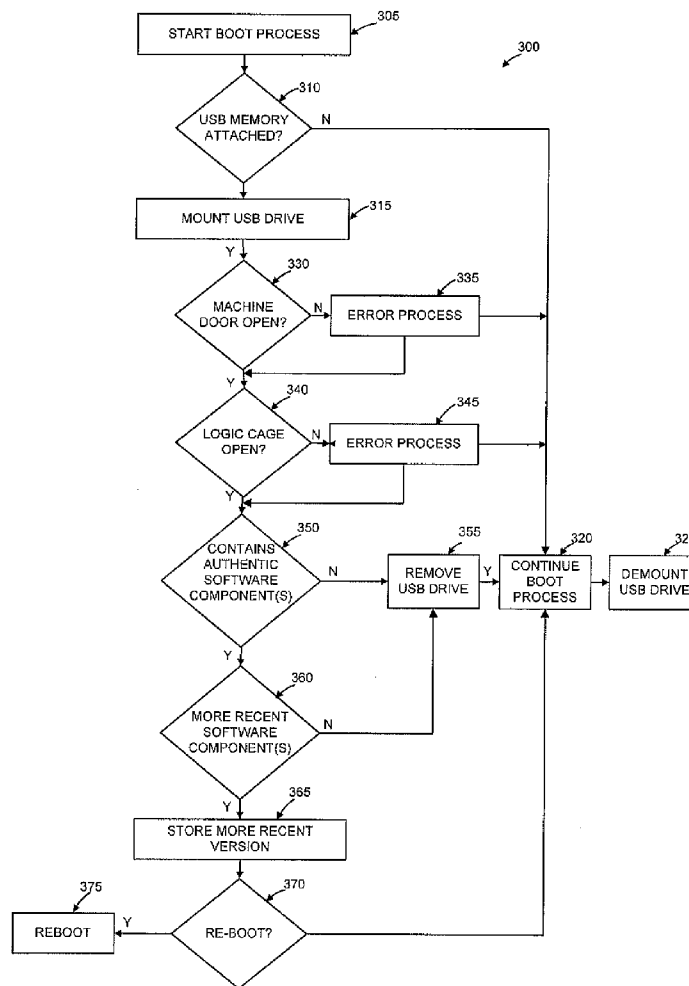 START BOOT PROCESS
305
300
310
USB MEMORY
ATTACHED?
N
MOUNT USB DRIVE
315
Y
330
MACHINE
DOOR OPEN?
N
335
ERROR PROCESS
Y
340
LOGIC CAGE
OPEN?
N
345
ERROR PROCESS
Y
350
CONTAINS
AUTHENTIC
SOFTWARE
COMPONENT(S)
N
355
REMOVE
USB DRIVE
Y
320
CONTINUE
BOOT
PROCESS
32
DEMOUNT
USB DRIVE
Y
360
MORE RECENT
SOFTWARE
COMPONENT(S)
N
Y
365
STORE MORE RECENT
VERSION
370
RE-BOOT?
Y
375
REBOOT